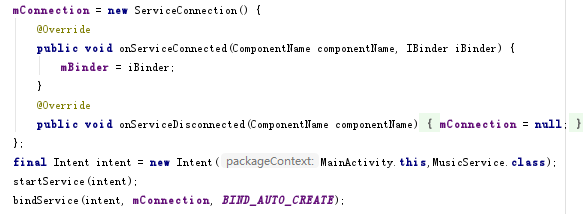 mConnection = new ServiceConnection() {
@Override
public void onServiceConnected(ComponentName componentName, IBinder iBinder) {
mBinder = iBinder;
}
@Override
public void onServiceDisconnected(ComponentName componentName) { mConnection = null; }
};
final Intent intent = new Intent( packageContext: MainActivity.this,MusicService.class);
startService(intent);
bindService(intent, mConnection, BIND_AUTO_CREATE);